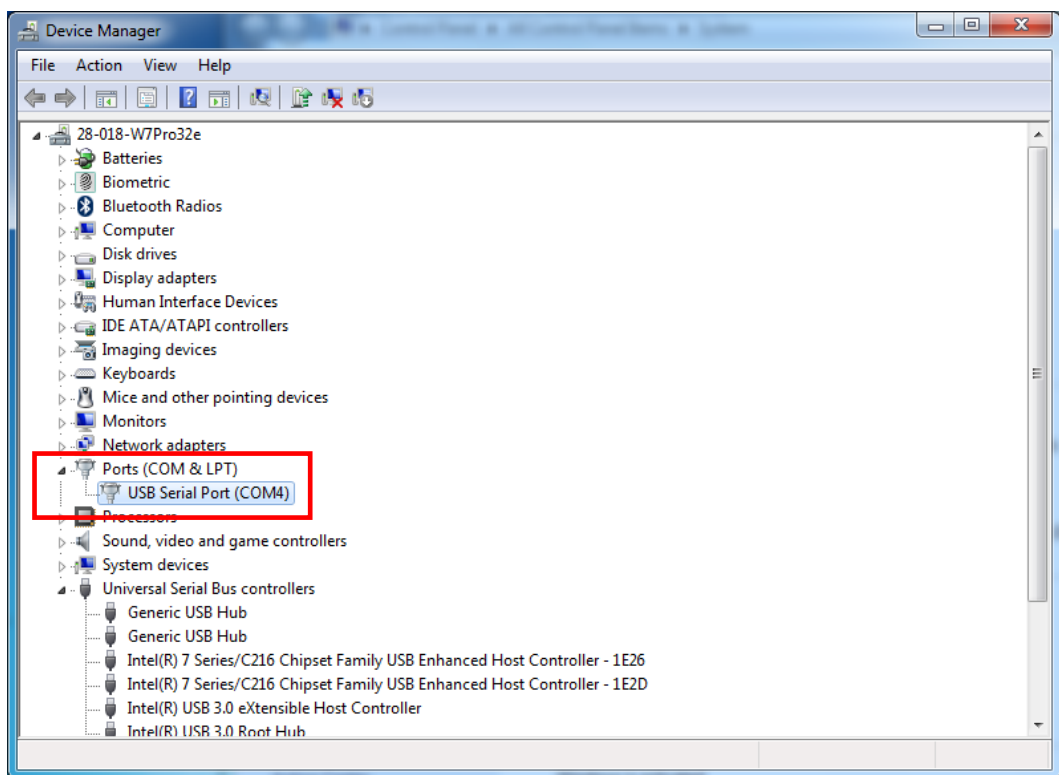 Device Manager
File Action View Help
28-018-W7Pro32e
Batteries
Biometric
Bluetooth Radios
Computer
Disk drives
Display adapters
Human Interface Devices
IDE ATA/ATAPI controllers
Imaging devices
Keyboards
Mice and other pointing devices
Monitors
Network adapters
Ports (COM & LPT)
USB Serial Port (COM4)
Processors
Sound, video and game controllers
System devices
Universal Serial Bus controllers
Generic USB Hub
Generic USB Hub
Intel(R) 7 Series/C216 Chipset Family USB Enhanced Host Controller - 1E26
Intel(R) 7 Series/C216 Chipset Family USB Enhanced Host Controller - 1E2D
Intel(R) USB 3.0 eXtensible Host Controller
Intel(R) USB 3.0 Root Hub